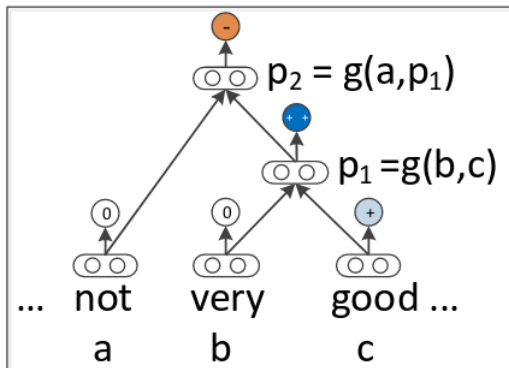 -
p₂ = g(a,p₁)
+ +
p₁ =g(b,c)
0 0 +
... not very good ...
a b c